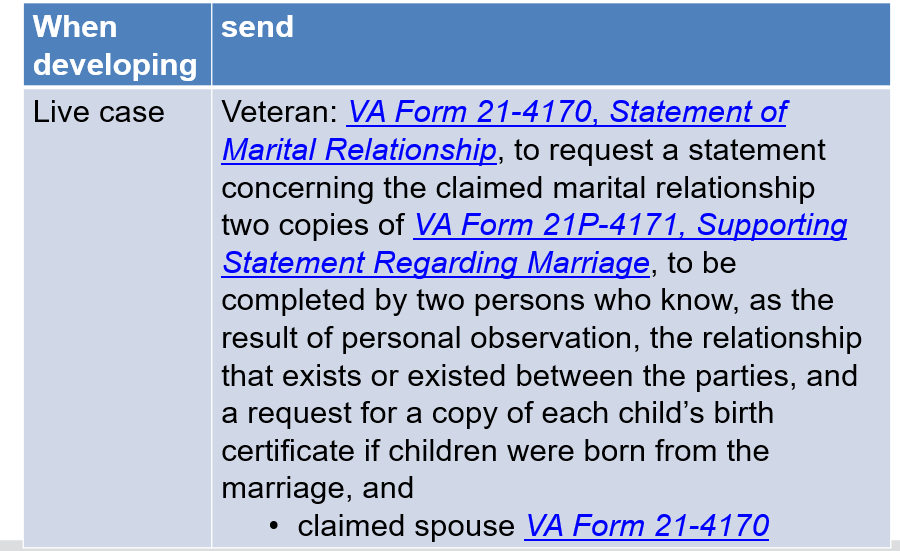 When developing
send
Live case
Veteran: VA Form 21-4170, Statement of
Marital Relationship, to request a statement
concerning the claimed marital relationship
two copies of VA Form 21P-4171, Supporting
Statement Regarding Marriage, to be
completed by two persons who know, as the
result of personal observation, the relationship
that exists or existed between the parties, and
a request for a copy of each child’s birth
certificate if children were born from the
marriage, and
• claimed spouse VA Form 21-4170